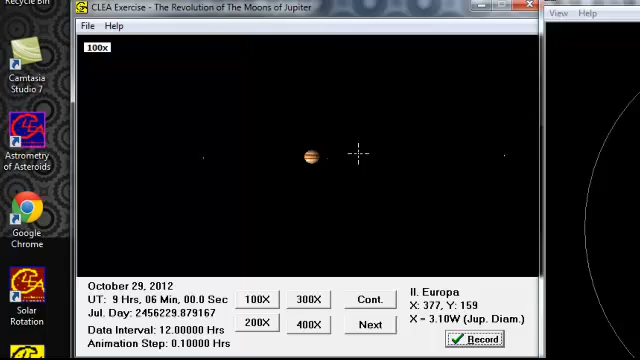 Recycle Bin
Camtasia
Studio 7
Astrometry
of Asteroids
Google
Chrome
Solar
Rotation
CLEA Exercise - The Revolution of The Moons of Jupiter
File Help
View Help
100x
October 29, 2012
UT: 9 Hrs, 06 Min, 00.0 Sec
Jul. Day: 2456229.879167
Data Interval: 12.00000 Hrs
Animation Step: 0.10000 Hrs
100X
300X
Cont.
200X
400X
Next
II. Europa
X: 377, Y: 159
X = 3.10W (Jup. Diam.)
Record